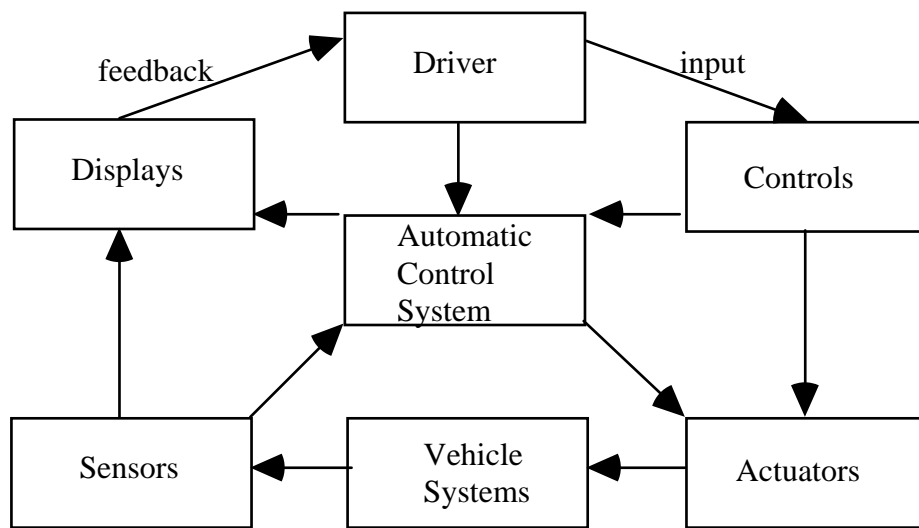 Driver
feedback
input
Displays
Controls
Automatic
Control
System
Sensors
Vehicle
Systems
Actuators